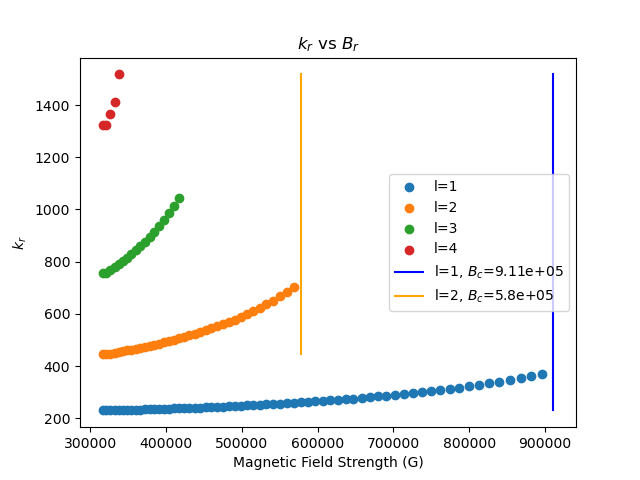 k_r vs B_r
1400
1200
1000
800
600
400
200
k_r
l=1
l=2
l=3
l=4
l=1, B_c=9.11e+05
l=2, B_c=5.8e+05
300000 400000 500000 600000 700000 800000 900000
Magnetic Field Strength (G)